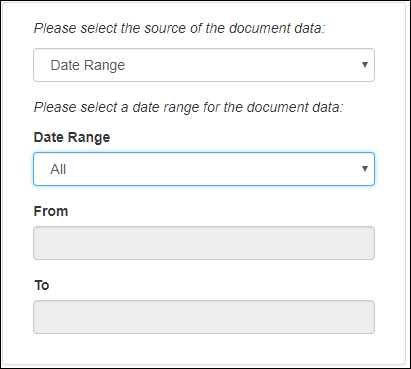 Please select the source of the document data:
Date Range
Please select a date range for the document data:
Date Range
All
From
To